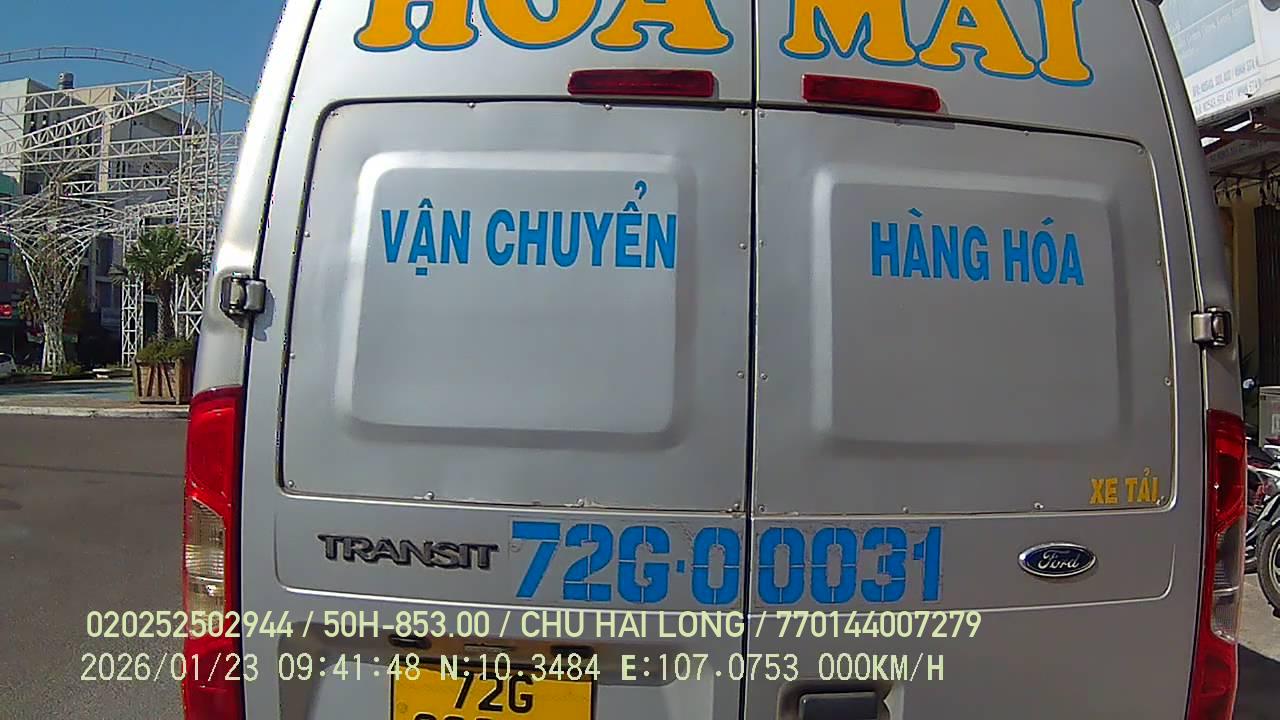 HOA MAI
VẬN CHUYỂN
HÀNG HÓA
XE TẢI
TRANSIT
72G-00031
Ford
020252502944 / 50H-853.00 / CHU HAI LONG / 770144007279
2026/01/23 09:41:48 N:10.3484 E:107.0753 000KM/H
72G